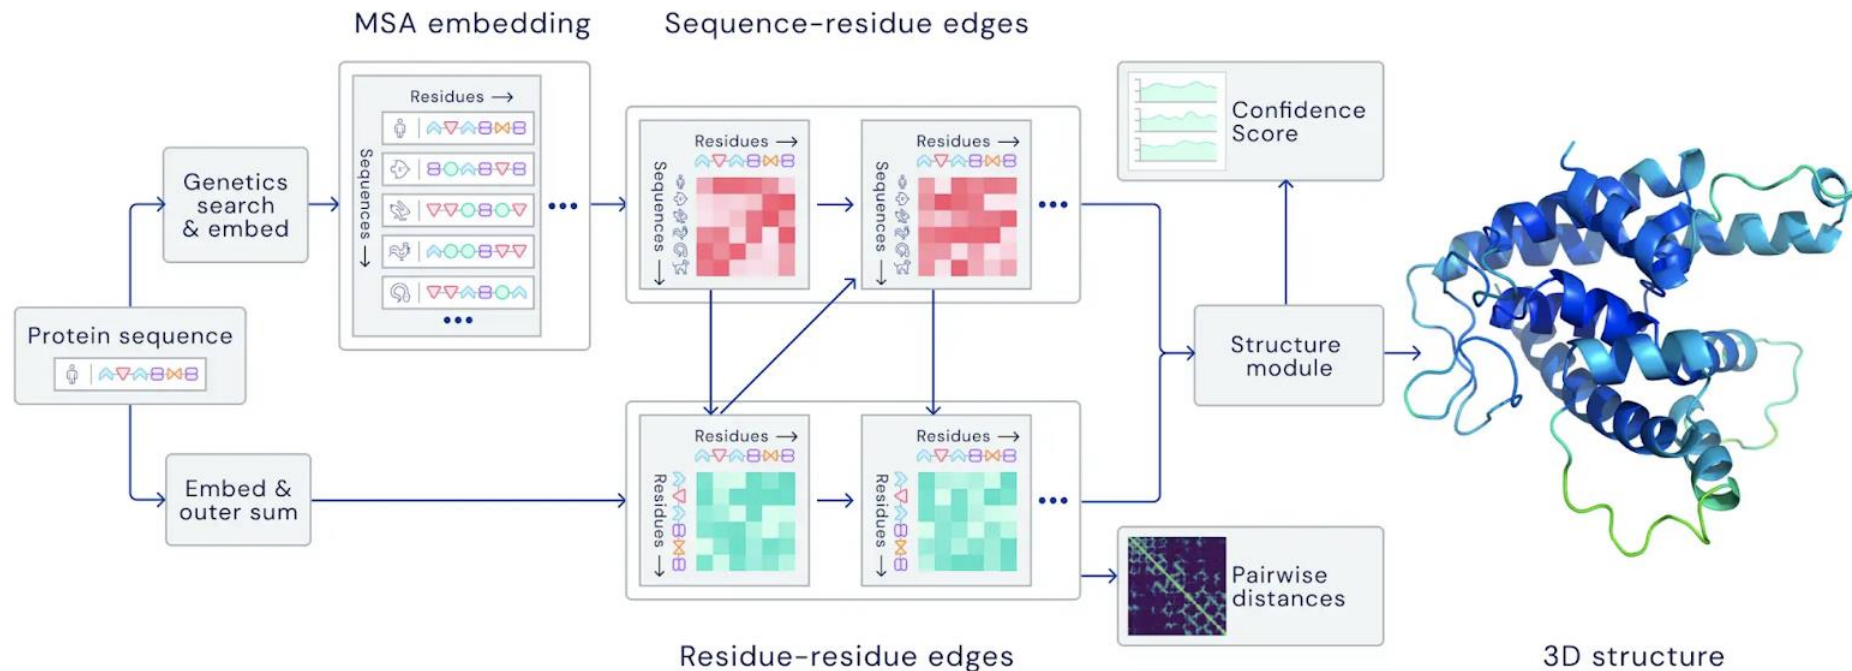 MSA embedding
Sequence-residue edges
Residues →
Sequences →
•••
•••
Genetics
search
& embed
Protein sequence
Embed &
outer sum
Residues →
Sequences →
Residues →
Sequences →
•••
Residues →
Residues →
Residues →
Residues →
•••
Confidence
Score
Structure
module
Pairwise
distances
Residue-residue edges
3D structure